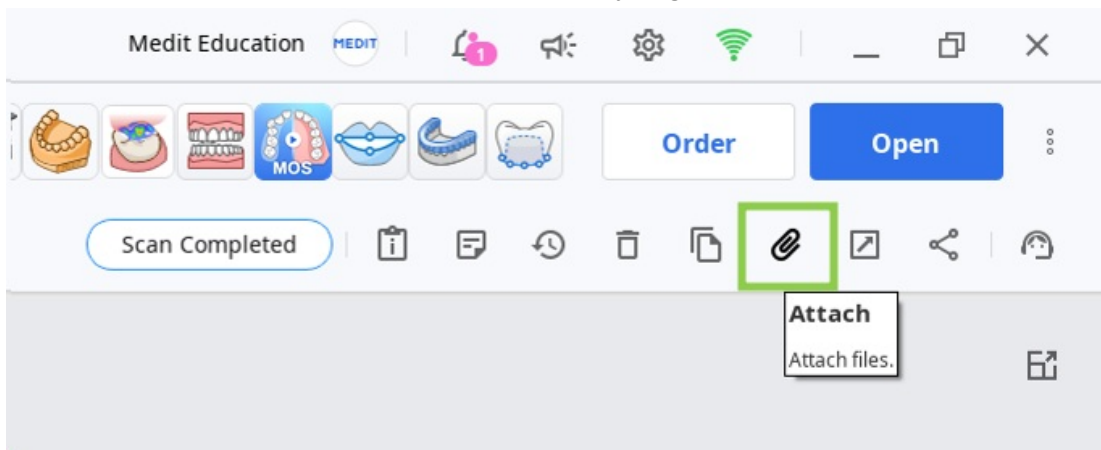 Medit Education MEDIT 1
MOS Order Open
Scan Completed
Attach
Attach files.